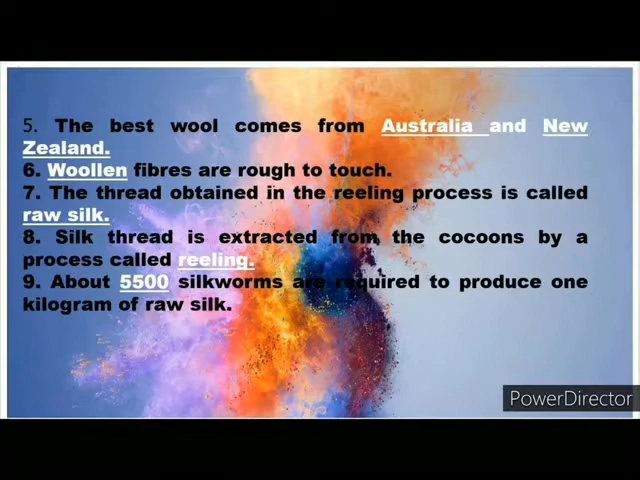 5. The best wool comes from Australia and New
Zealand.
6. Woollen fibres are rough to touch.
7. The thread obtained in the reeling process is called
raw silk.
8. Silk thread is extracted from the cocoons by a
process called reeling.
9. About 5500 silkworms are required to produce one
kilogram of raw silk.
PowerDirector